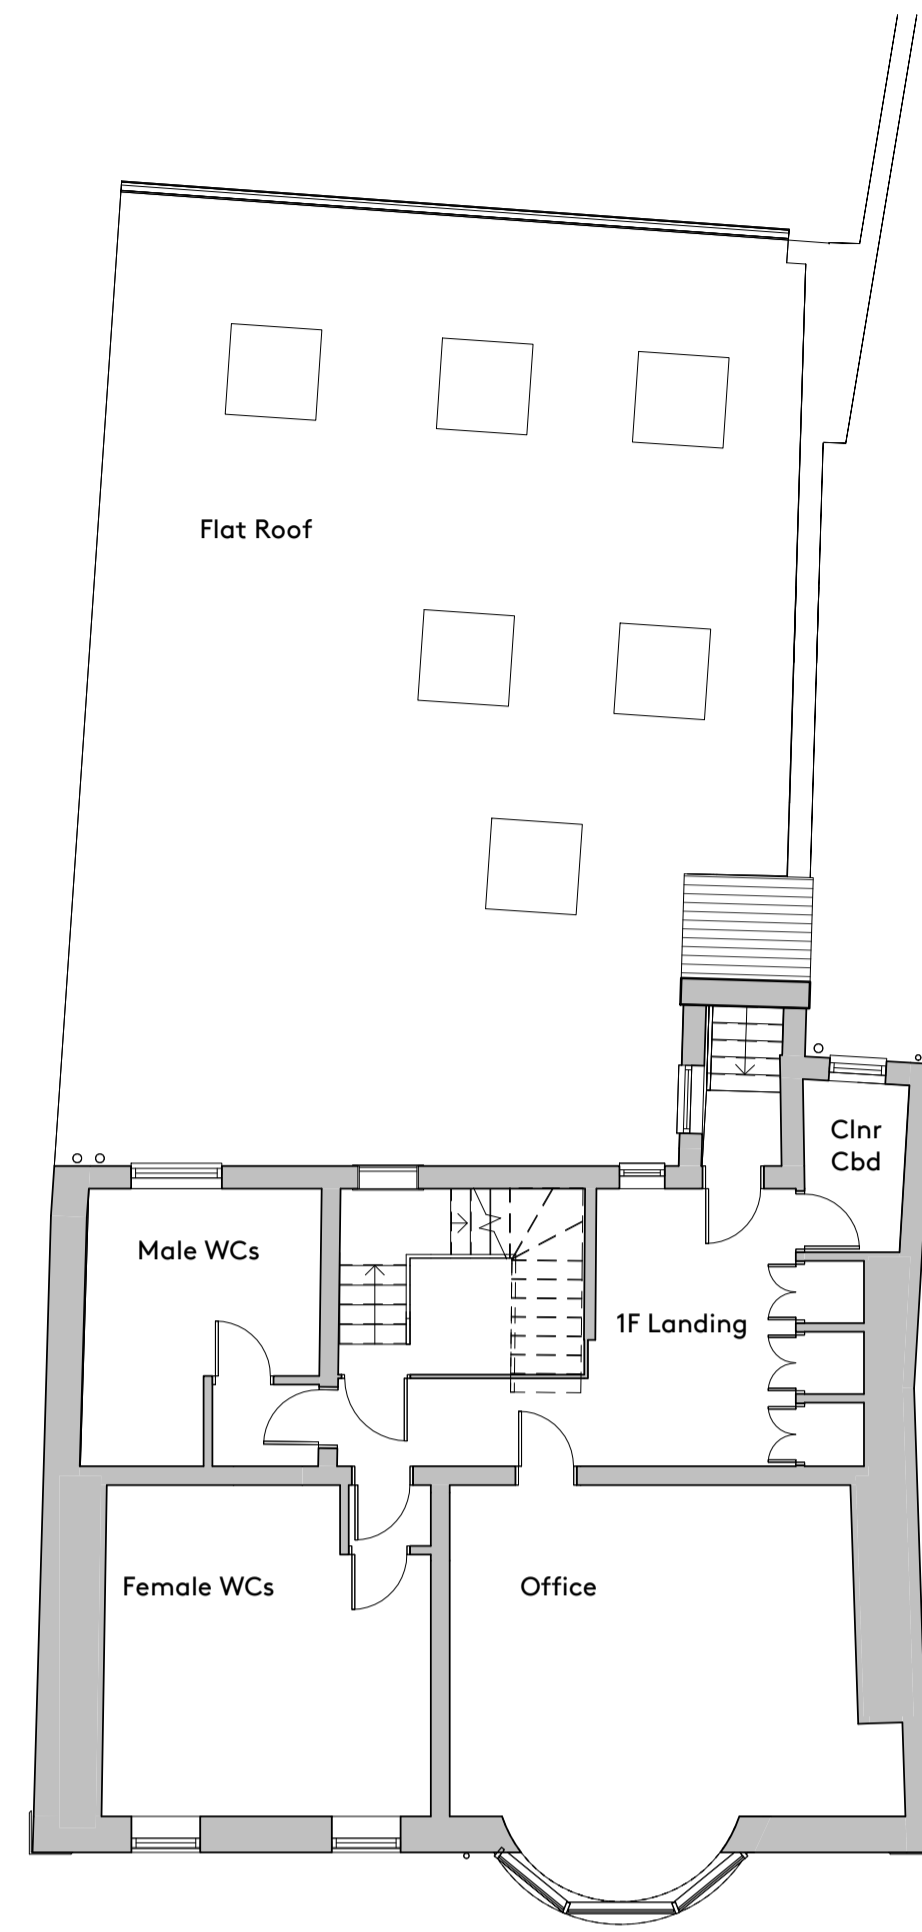 Flat Roof
Clnr
Cbd
Male WCs
1F Landing
Female WCs
Office